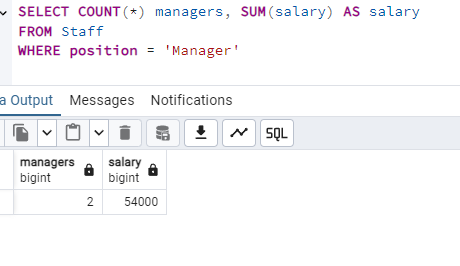 SELECT COUNT(*) managers, SUM(salary) AS salary
FROM Staff
WHERE position = 'Manager'
a Output Messages Notifications
SQL
managers salary
bigint bigint
2 54000